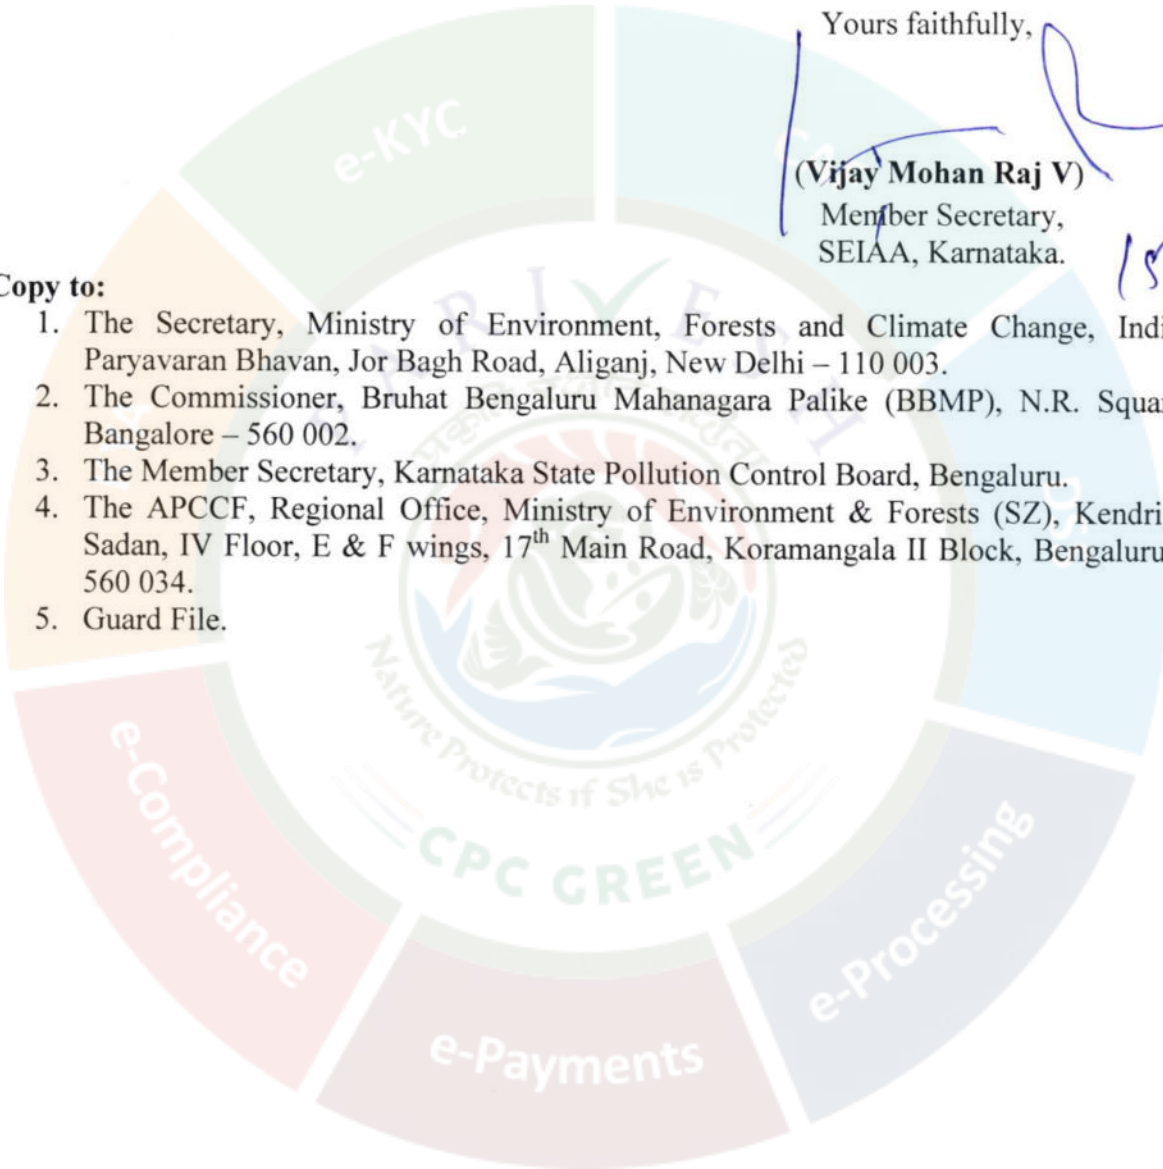 Yours faithfully,
(Vijay Mohan Raj V)
Member Secretary,
SEIAA, Karnataka.
Copy to:
1. The Secretary, Ministry of Environment, Forests and Climate Change,
Paryavaran Bhavan, Jor Bagh Road, Aliganj, New Delhi – 110 003.
2. The Commissioner, Bruhat Bengaluru Mahanagara Palike (BBMP), N.R.
Bangalore – 560 002.
3. The Member Secretary, Karnataka State Pollution Control Board, Bengaluru.
4. The APCCF, Regional Office, Ministry of Environment & Forests (SZ),
Sadan, IV Floor, E & F wings, 17th Main Road, Koramangala II Block, Bengaluru
560 034.
5. Guard File.
e-KYC
PARIVESH
Nature Protects if She is Protected
CPC GREEN
e-Compliance
e-Payments
e-Processing